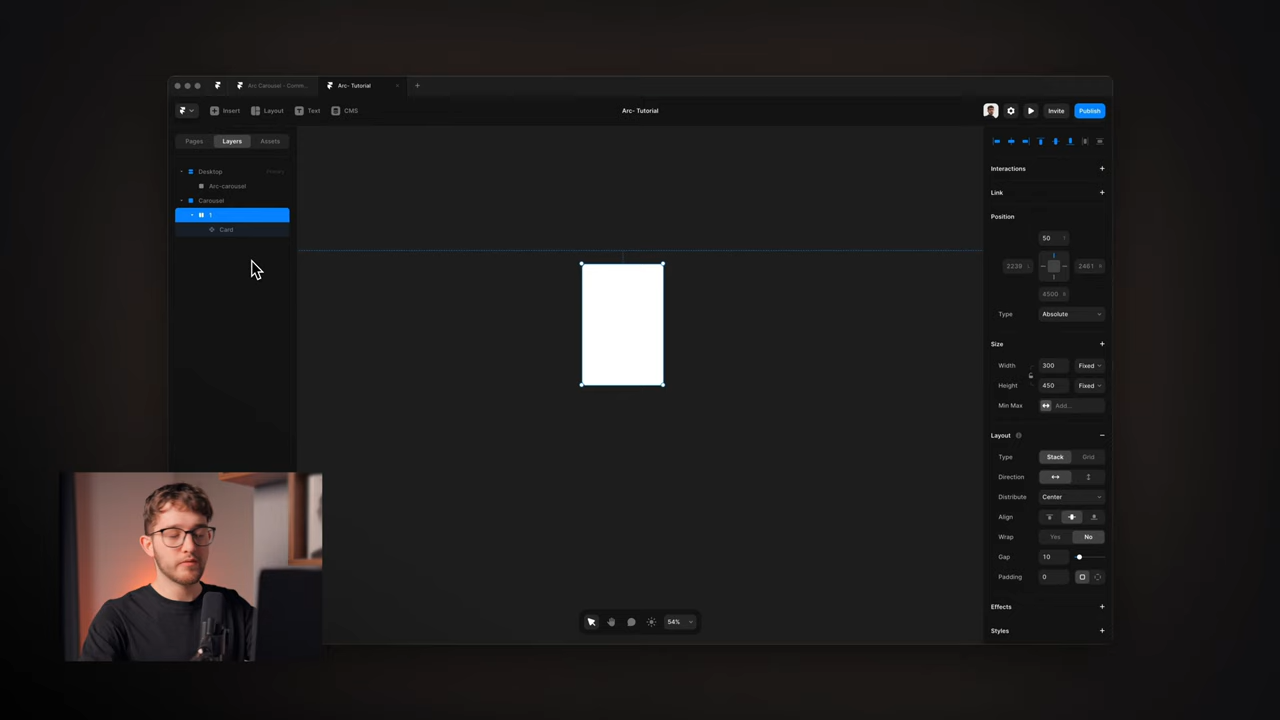 Arc Carousel - Comm...
Arc- Tutorial
Insert
Layout
Text
CMS
Arc- Tutorial
Invite
Publish
Pages
Layers
Assets
Desktop
Primary
Arc-carousal
Carousel
1
Card
Interactions
Link
Position
50 T
2239 L
2461 R
4500 B
Type
Absolute
Size
Width
300
Fixed
Height
450
Fixed
Min Max
Add...
Layout
Type
Stack
Grid
Direction
Distribute
Center
Align
Wrap
Yes
No
Gap
10
Padding
0
Effects
Styles
54%